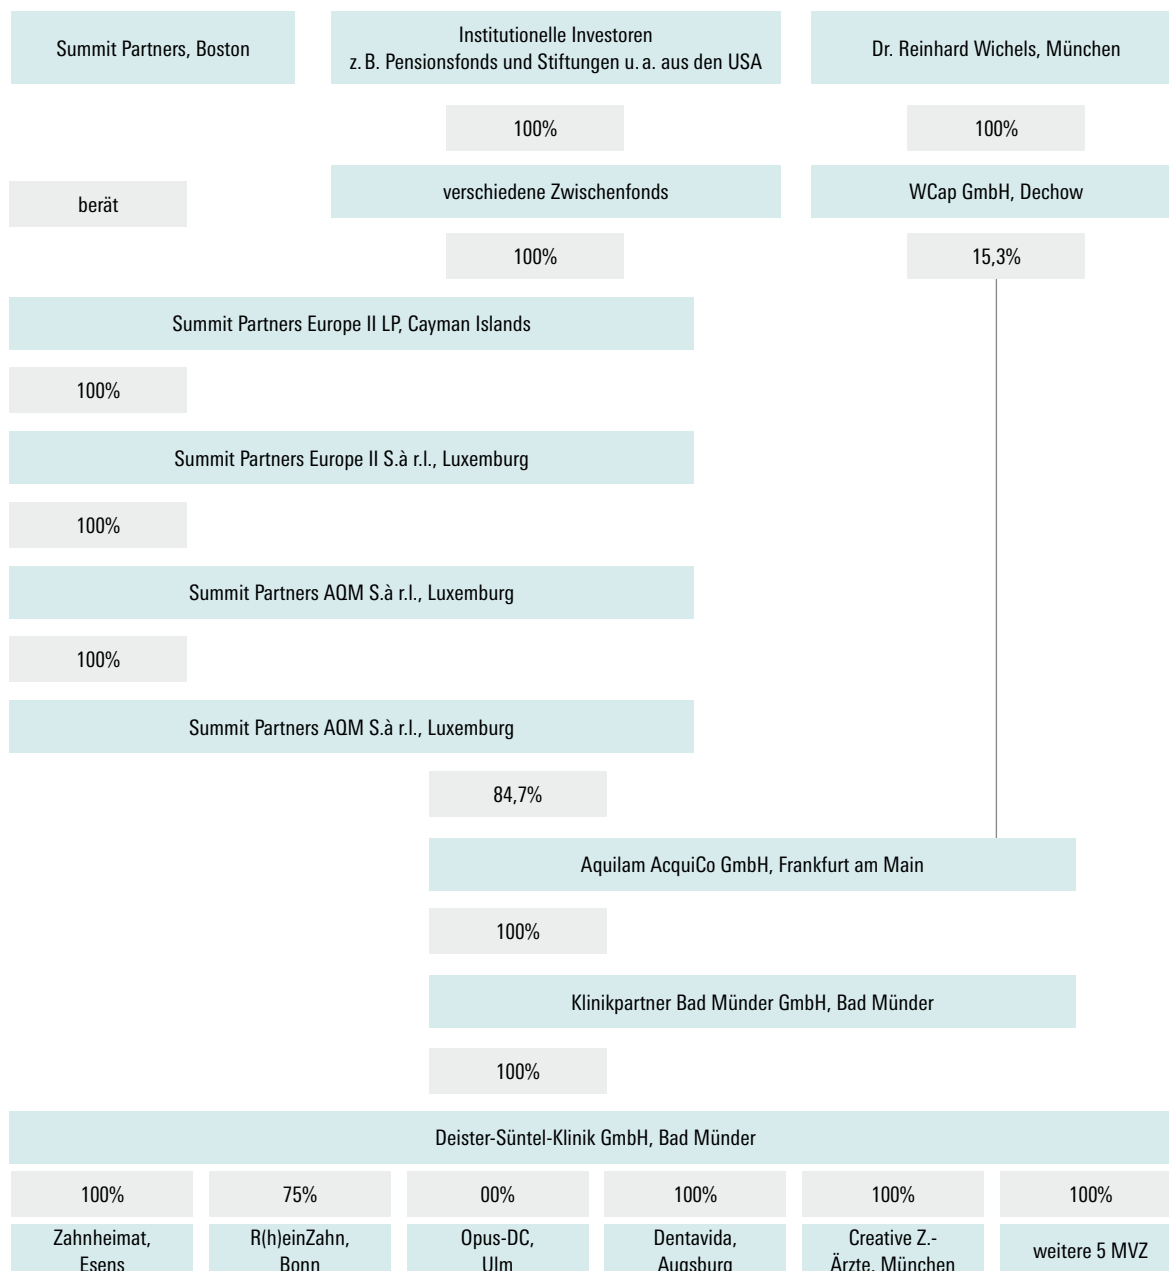 Summit Partners, Boston
Institutionelle Investoren
z. B. Pensionsfonds und Stiftungen u. a. aus den USA
Dr. Reinhard Wichels, München
100%
100%
berät
verschiedene Zwischenfonds
WCap GmbH, Dechow
100%
15,3%
Summit Partners Europe II LP, Cayman Islands
100%
Summit Partners Europe II S.à r.l., Luxemburg
100%
Summit Partners AQM S.à r.l., Luxemburg
100%
Summit Partners AQM S.à r.l., Luxemburg
84,7%
Aquilam AcquiCo GmbH, Frankfurt am Main
100%
Klinikpartner Bad Münder GmbH, Bad Münder
100%
Deister-Süntel-Klinik GmbH, Bad Münder
100%
75%
00%
100%
100%
100%
Zahnheimat,
Esens
R(h)einZahn,
Bonn
Opus-DC,
Ulm
Dentavida,
Augsburg
Creative Z.-
Ärzte, München
weitere 5 MVZ